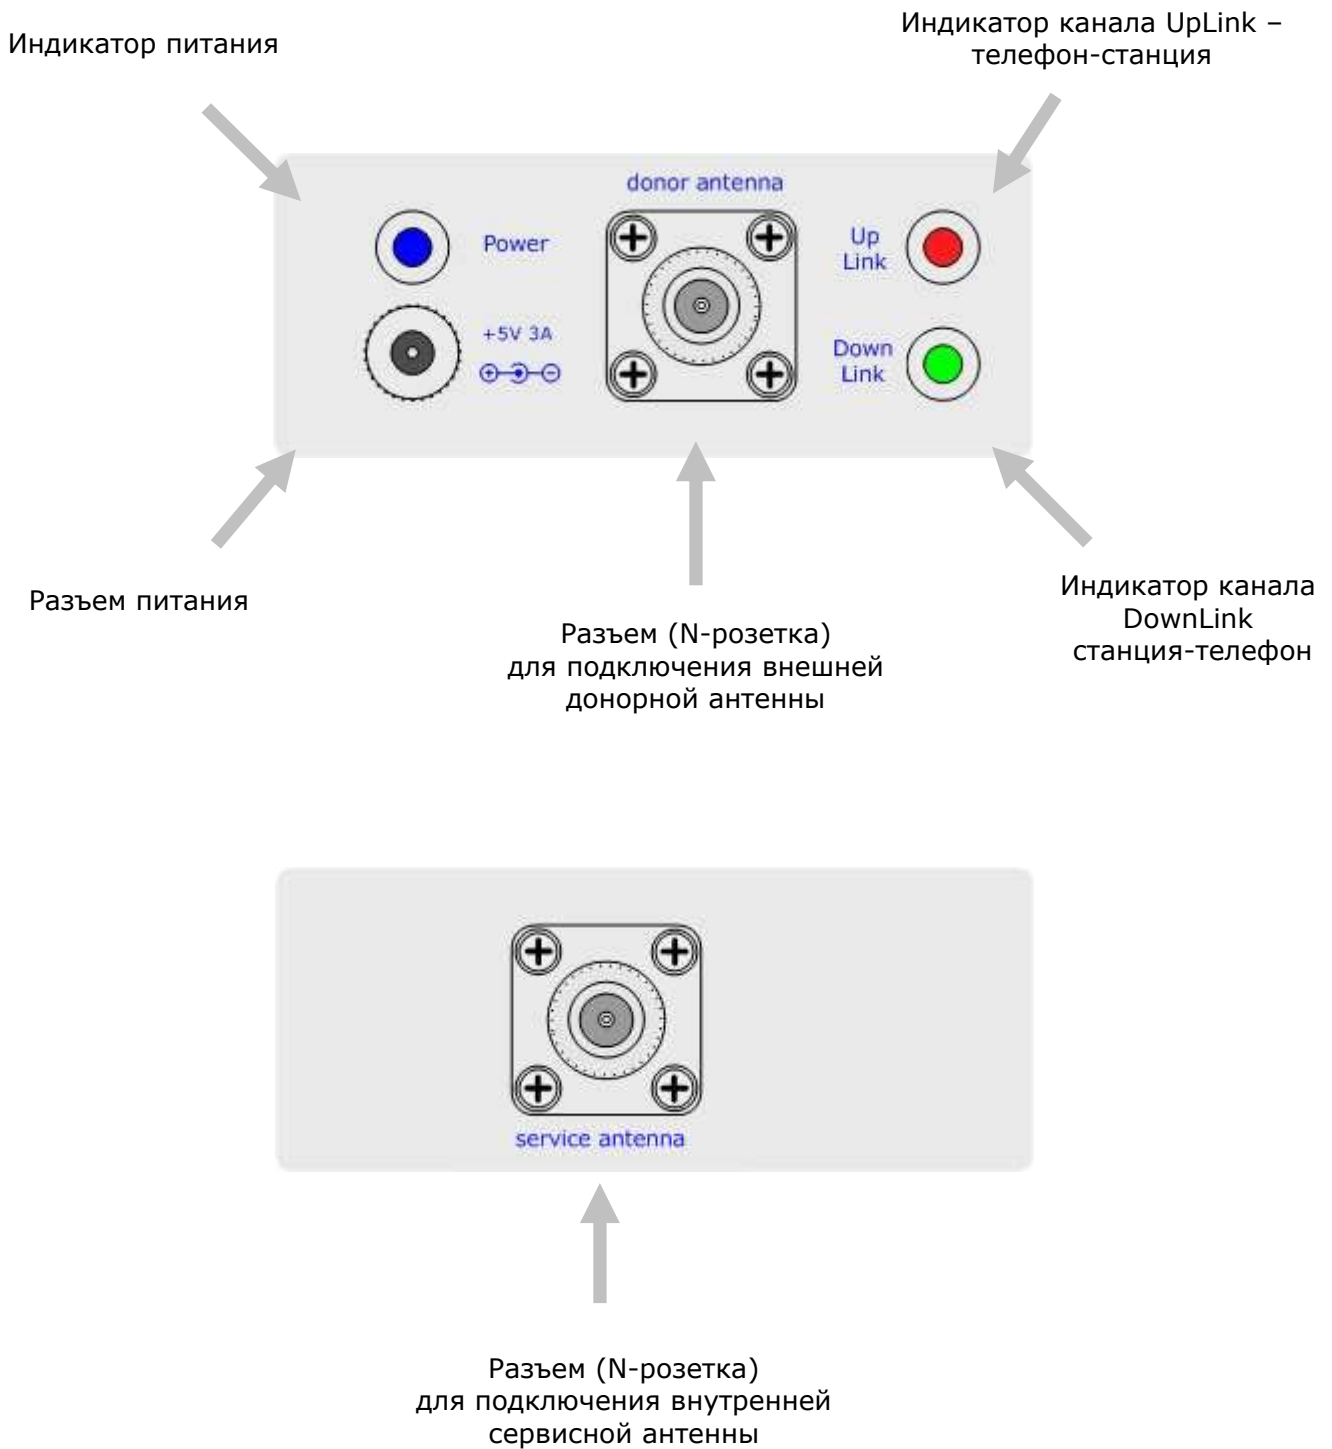 Индикатор питания
Индикатор канала UpLink –
телефон-станция
donor antenna
Power
Up
Link
+5V 3A
Down
Link
Разъем питания
Разъем (N-розетка)
для подключения внешней
донорной антенны
Индикатор канала
DownLink
станция-телефон
service antenna
Разъем (N-розетка)
для подключения внутренней
сервисной антенны